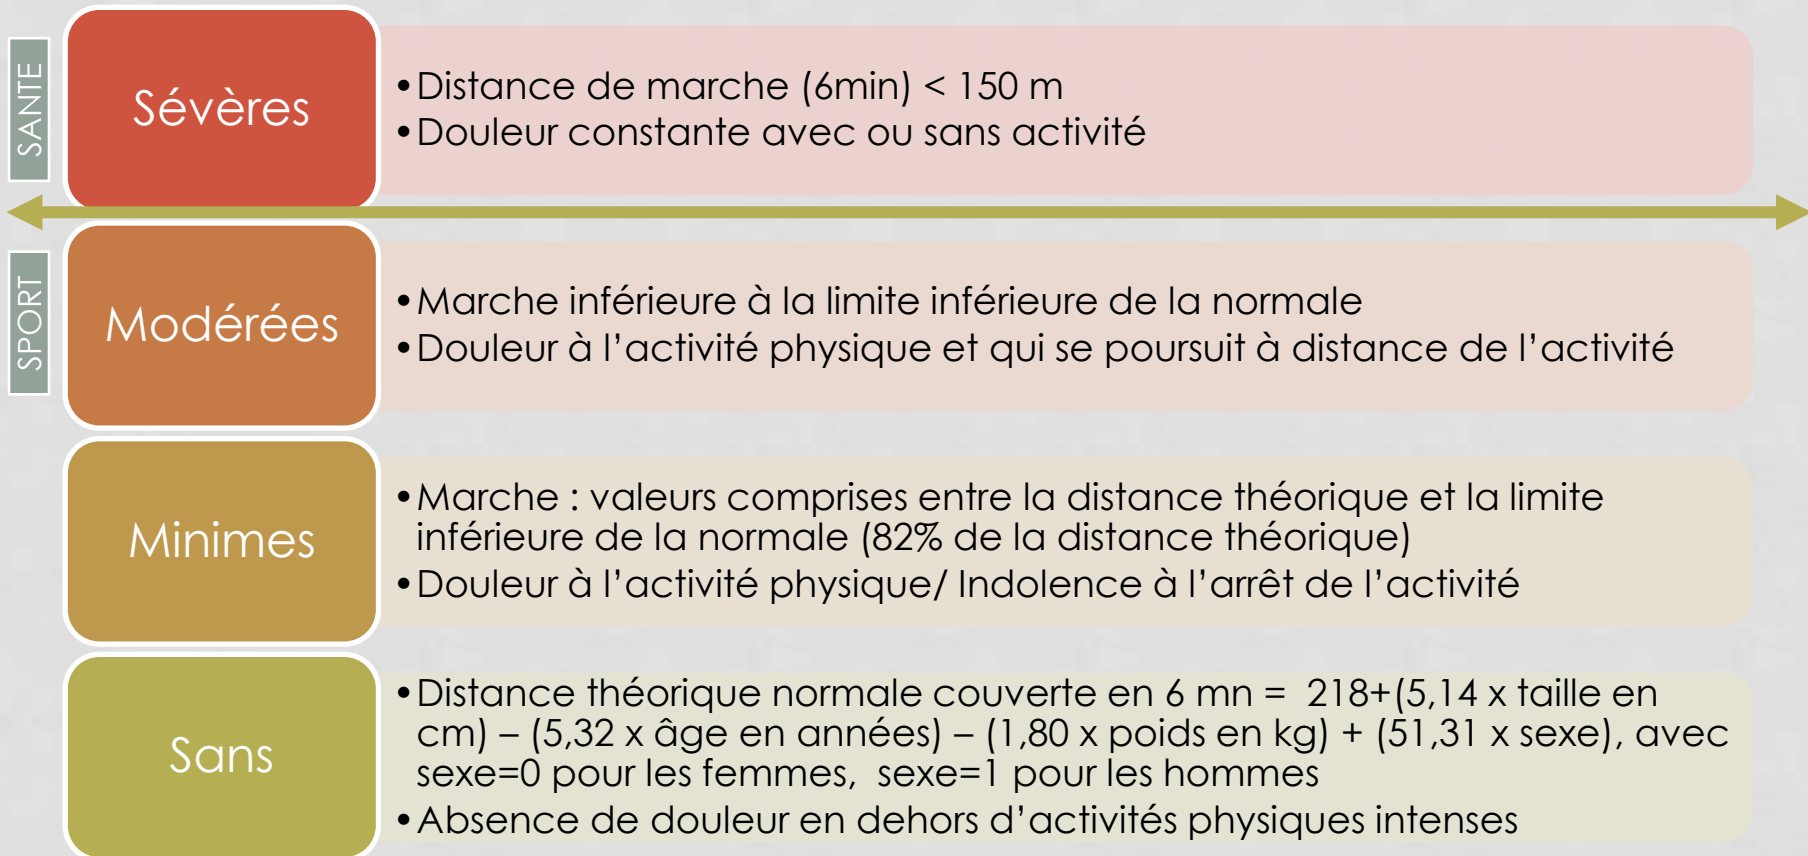 SANTE
Sévères
•Distance de marche (6min) < 150 m
•Douleur constante avec ou sans activité
SPORT
Modérées
•Marche inférieure à la limite inférieure de la normale
•Douleur à l’activité physique et qui se poursuit à distance de l’activité
Minimes
•Marche : valeurs comprises entre la distance théorique et la limite
inférieure de la normale (82% de la distance théorique)
•Douleur à l’activité physique/ Indolence à l’arrêt de l’activité
Sans
•Distance théorique normale couverte en 6 mn = 218+(5,14 x taille en
cm) – (5,32 x âge en années) – (1,80 x poids en kg) + (51,31 x sexe), avec
sexe=0 pour les femmes, sexe=1 pour les hommes
•Absence de douleur en dehors d’activités physiques intenses